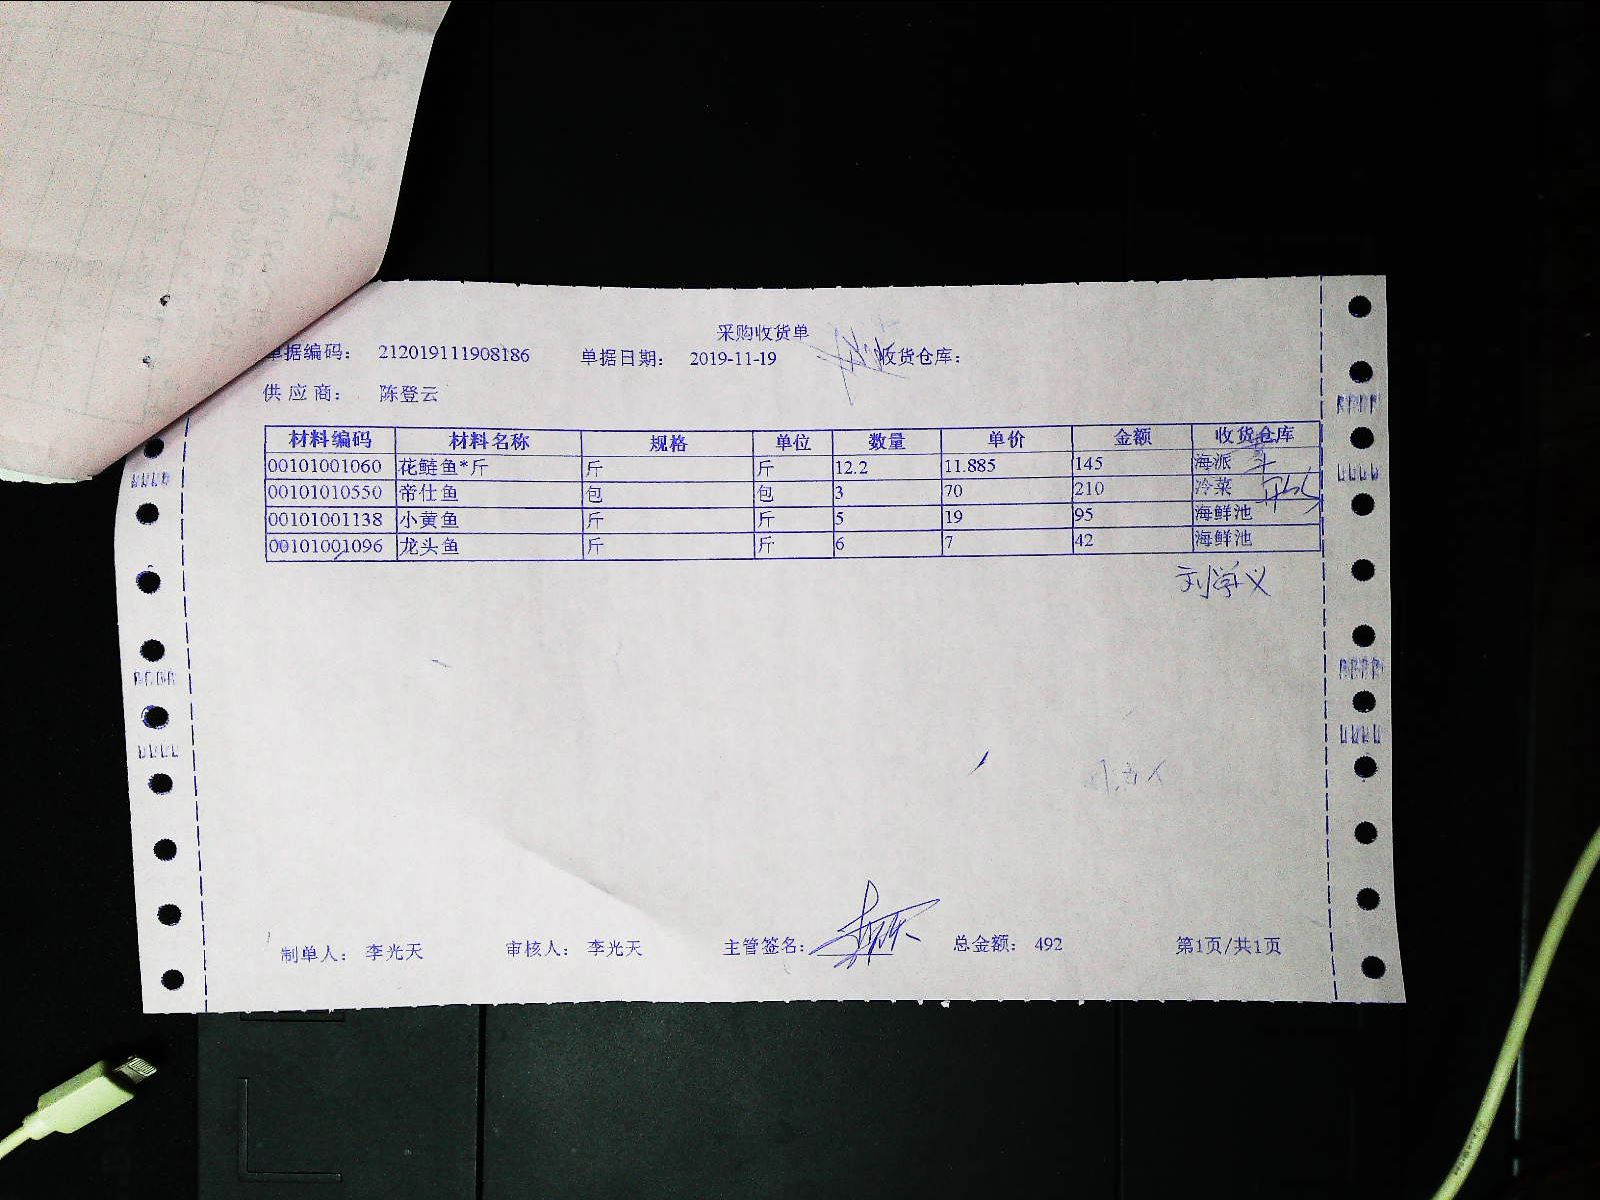 采购收货单
单据编码： 212019111908186 单据日期： 2019-11-19 收货仓库：
供应商： 陈登云
材料编码 材料名称 规格 单位 数量 单价 金额 收货仓库
00101001060 花鲢鱼*斤 斤 斤 12.2 11.885 145 海派
00101010550 帝仕鱼 包 包 3 70 210 冷菜
00101001138 小黄鱼 斤 斤 5 19 95 海鲜池
00101001096 龙头鱼 斤 斤 6 7 42 海鲜池
刘学义
制单人： 李光天 审核人： 李光天 主管签名： 总金额： 492 第1页/共1页